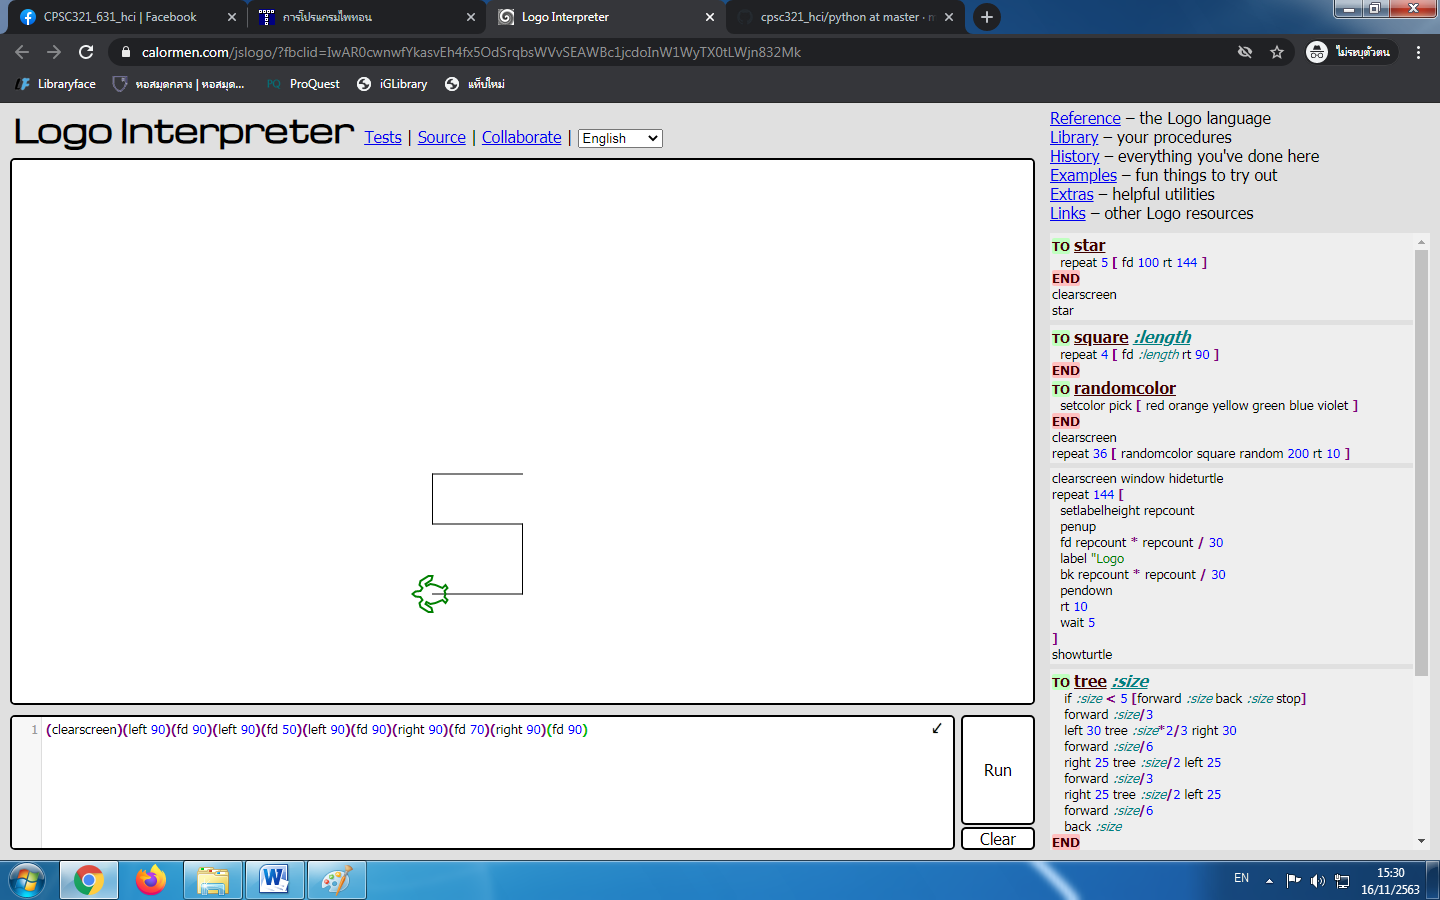 CPSC321_631_hci | Facebook
การโปรแกรมไพทอน
Logo Interpreter
cpsc321_hci/python at master · m
calormen.com/jslogo/?fbclid=IwAR0cwnwfYkasvEh4fx5OdSrqbsWVvSEAWBc1jcdoInW1WyTX0tLWjn832Mk
ไม่ระบุตัวตน
Libraryface
หอสมุดกลาง | หอสมุด...
PQ
ProQuest
iGLibrary
แท็บใหม่
Logo Interpreter
Tests | Source | Collaborate | English
Reference – the Logo language
Library – your procedures
History – everything you've done here
Examples – fun things to try out
Extras – helpful utilities
Links – other Logo resources
TO star
repeat 5 [ fd 100 rt 144 ]
END
clearscreen
star
TO square :length
repeat 4 [ fd :length rt 90 ]
END
TO randomcolor
setcolor pick [ red orange yellow green blue violet ]
END
clearscreen
repeat 36 [ randomcolor square random 200 rt 10 ]
clearscreen window hideturtle
repeat 144 [
setlabelheight repcount
penup
fd repcount * repcount / 30
label "Logo
bk repcount * repcount / 30
pendown
rt 10
wait 5
]
showturtle
TO tree :size
if :size < 5 [forward :size back :size stop]
forward :size/3
left 30 tree :size*2/3 right 30
forward :size/6
right 25 tree :size/2 left 25
forward :size/3
right 25 tree :size/2 left 25
forward :size/6
back :size
END
1 (clearscreen)(left 90)(fd 90)(left 90)(fd 50)(left 90)(fd 90)(right 90)(fd 70)(right 90)(fd 90)
Run
Clear
EN
15:30
16/11/2563